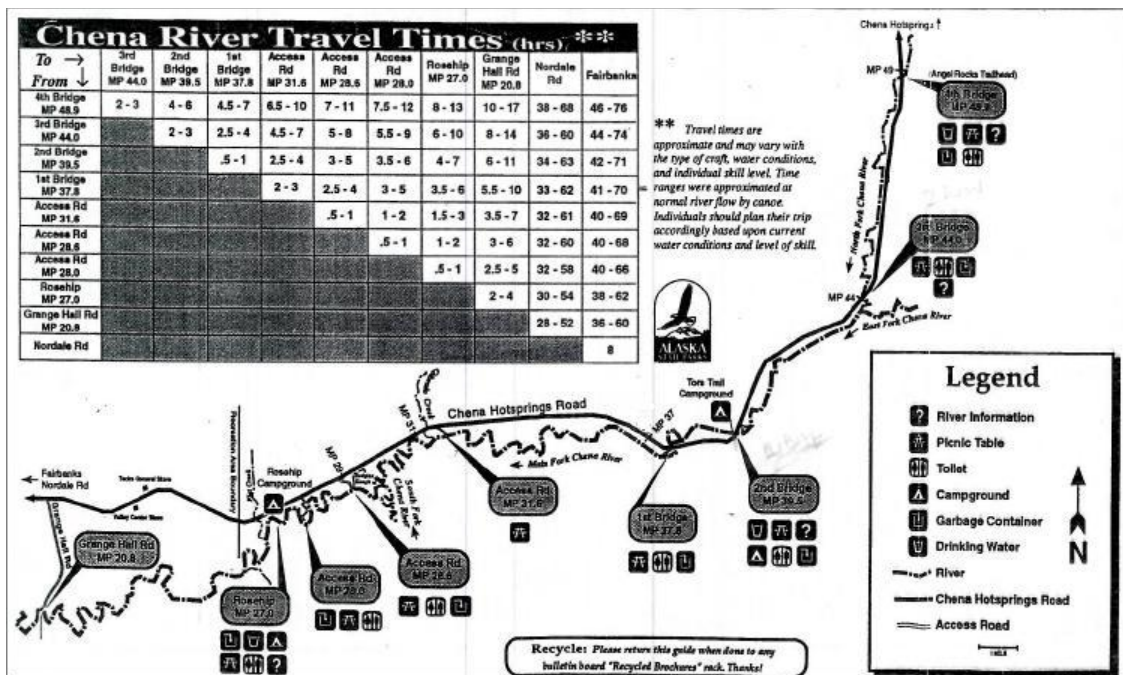 Chena River Travel Times (hrs) **
To → 3rd Bridge MP 44.0 2nd Bridge MP 39.5 1st Bridge MP 37.8 Access Rd MP 31.6 Access Rd MP 28.6 Access Rd MP 28.0 Rosehip MP 27.0 Grange Hall Rd MP 20.8 Nordale Rd Fairbanks
From ↓
4th Bridge MP 48.9 2 - 3 4 - 6 4.5 - 7 6.5 - 10 7 - 11 7.5 - 12 8 - 13 10 - 17 38 - 68 46 - 76
3rd Bridge MP 44.0 2 - 3 2.5 - 4 4.5 - 7 5 - 8 5.5 - 9 6 - 10 8 - 14 36 - 60 44 - 74
2nd Bridge MP 39.5 .5 - 1 2.5 - 4 3 - 5 3.5 - 6 4 - 7 6 - 11 34 - 63 42 - 71
1st Bridge MP 37.8 2 - 3 2.5 - 4 3 - 5 3.5 - 6 5.5 - 10 33 - 62 41 - 70
Access Rd MP 31.6 .5 - 1 1 - 2 1.5 - 3 3.5 - 7 32 - 61 40 - 69
Access Rd MP 28.6 .5 - 1 1 - 2 3 - 6 32 - 60 40 - 68
Access Rd MP 28.0 .5 - 1 2.5 - 5 32 - 58 40 - 66
Rosehip MP 27.0 2 - 4 30 - 54 38 - 62
Grange Hall Rd MP 20.8 28 - 52 36 - 60
Nordale Rd 8
** Travel times are
approximate and may vary with
the type of craft, water conditions,
and individual skill level. Time
ranges were approximated at
normal river flow by canoe.
Individuals should plan their trip
accordingly based upon current
water conditions and level of skill.
ALASKA
STATE PARKS
Chena Hotsprings ↑
MP 49
(Angel Rocks Trailhead)
4th Bridge
MP 48.9
North Fork Chena River
3rd Bridge
MP 44.0
MP 44
East Fork Chena River
Tors Trail
Campground
MP 37
Chena Hotsprings Road
Main Fork Chena River
MP 31
2nd Bridge
MP 39.5
1st Bridge
MP 37.8
Access Rd
MP 31.6
South Fork
Chena River
Access Rd
MP 28.6
Access Rd
MP 28.0
Rosehip
Campground
Rosehip
MP 27.0
Recreation Area Boundary
Fairbanks
Nordale Rd
Valley Center Store
Grange Hall Rd
Grange Hall Rd
MP 20.8
Legend
River Information
Picnic Table
Toilet
Campground
Garbage Container
Drinking Water
River
Chena Hotsprings Road
Access Road
N
1 MILE
Recycle: Please return this guide when done to any
bulletin board "Recycled Brochures" rack. Thanks!